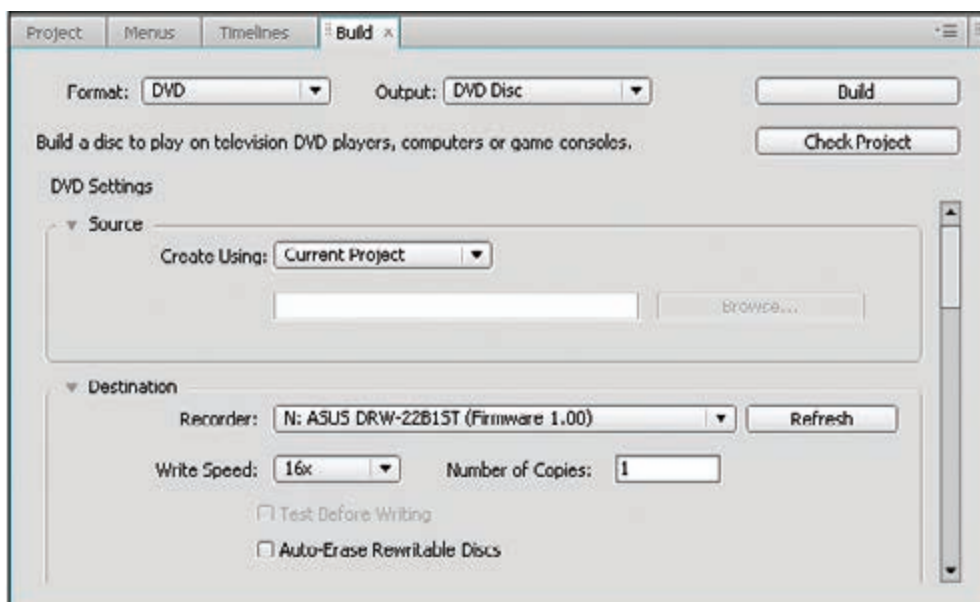 Project Menus Timelines Build x
Format: DVD Output: DVD Disc Build
Build a disc to play on television DVD players, computers or game consoles. Check Project
DVD Settings
Source
Create Using: Current Project
Browse...
Destination
Recorder: N: ASUS DRW-22B1ST (Firmware 1.00) Refresh
Write Speed: 16x Number of Copies: 1
Test Before Writing
Auto-Erase Rewritable Discs